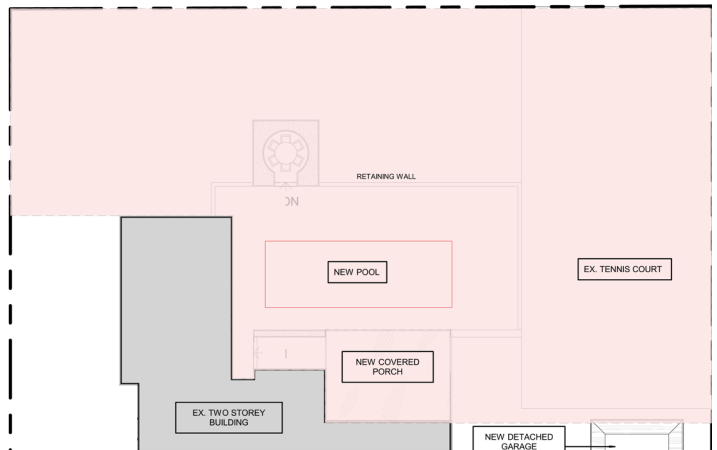 RETAINING WALL
DN
NEW POOL
EX. TENNIS COURT
NEW COVERED
PORCH
EX. TWO STOREY
BUILDING
NEW DETACHED
GARAGE